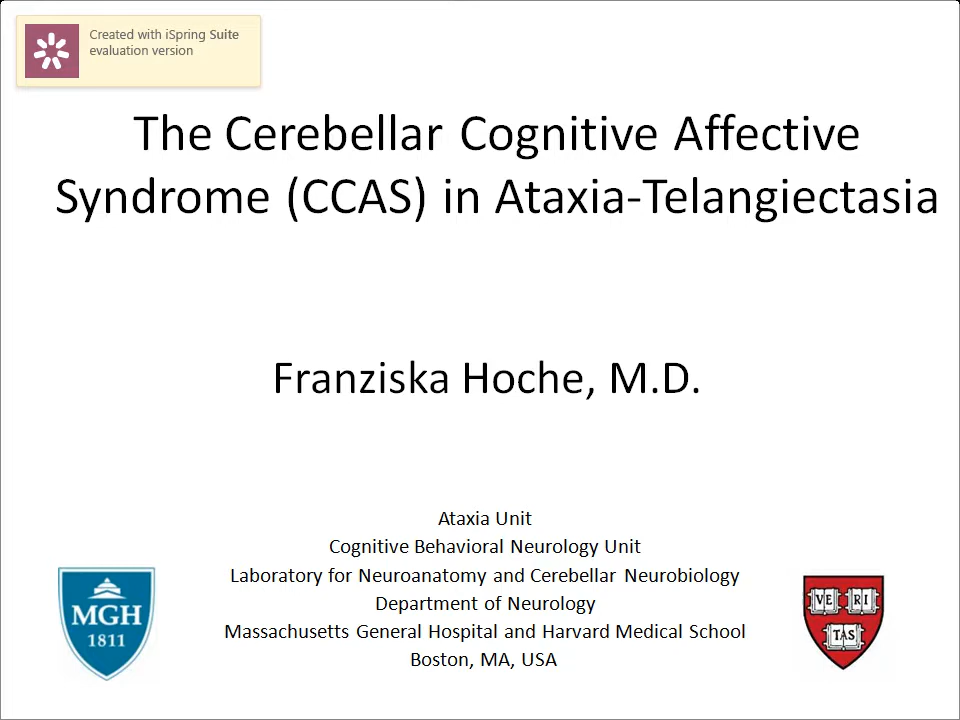 Created with iSpring Suite
evaluation version
The Cerebellar Cognitive Affective
Syndrome (CCAS) in Ataxia-Telangiectasia
Franziska Hoche, M.D.
Ataxia Unit
Cognitive Behavioral Neurology Unit
Laboratory for Neuroanatomy and Cerebellar Neurobiology
Department of Neurology
Massachusetts General Hospital and Harvard Medical School
Boston, MA, USA
MGH
1811
VE RI
TAS